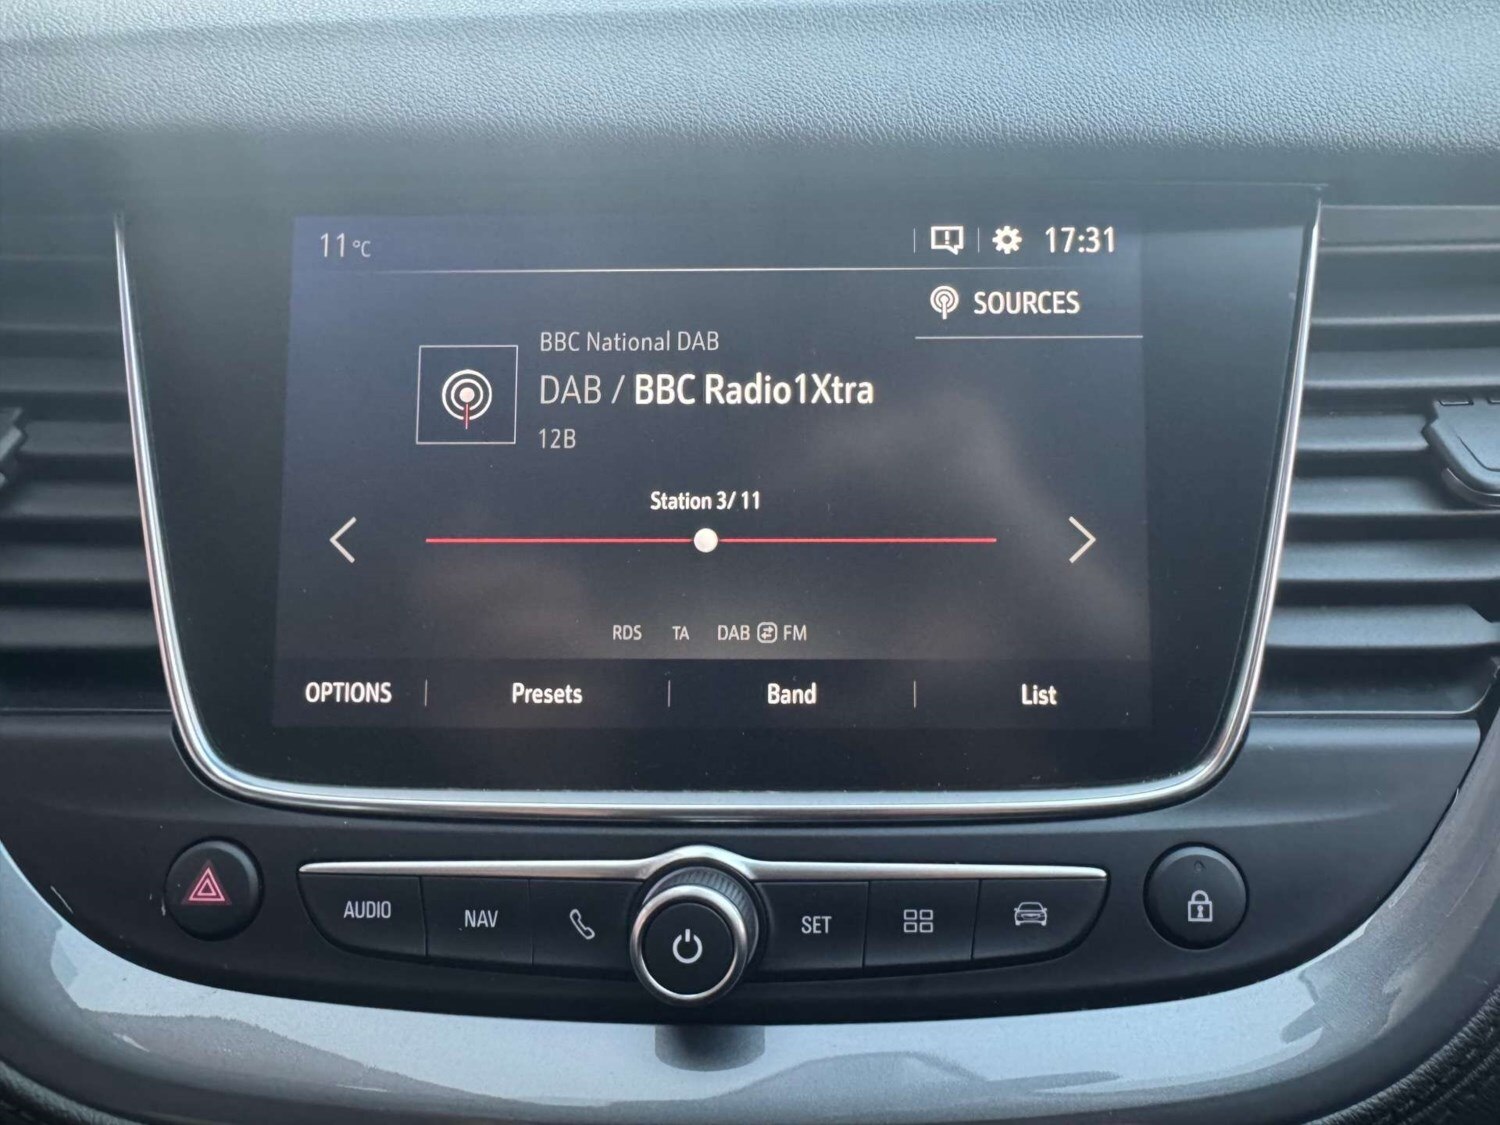 11°C
17:31
SOURCES
BBC National DAB
DAB / BBC Radio1Xtra
12B
Station 3/ 11
RDS TA DAB FM
OPTIONS Presets Band List
AUDIO NAV SET